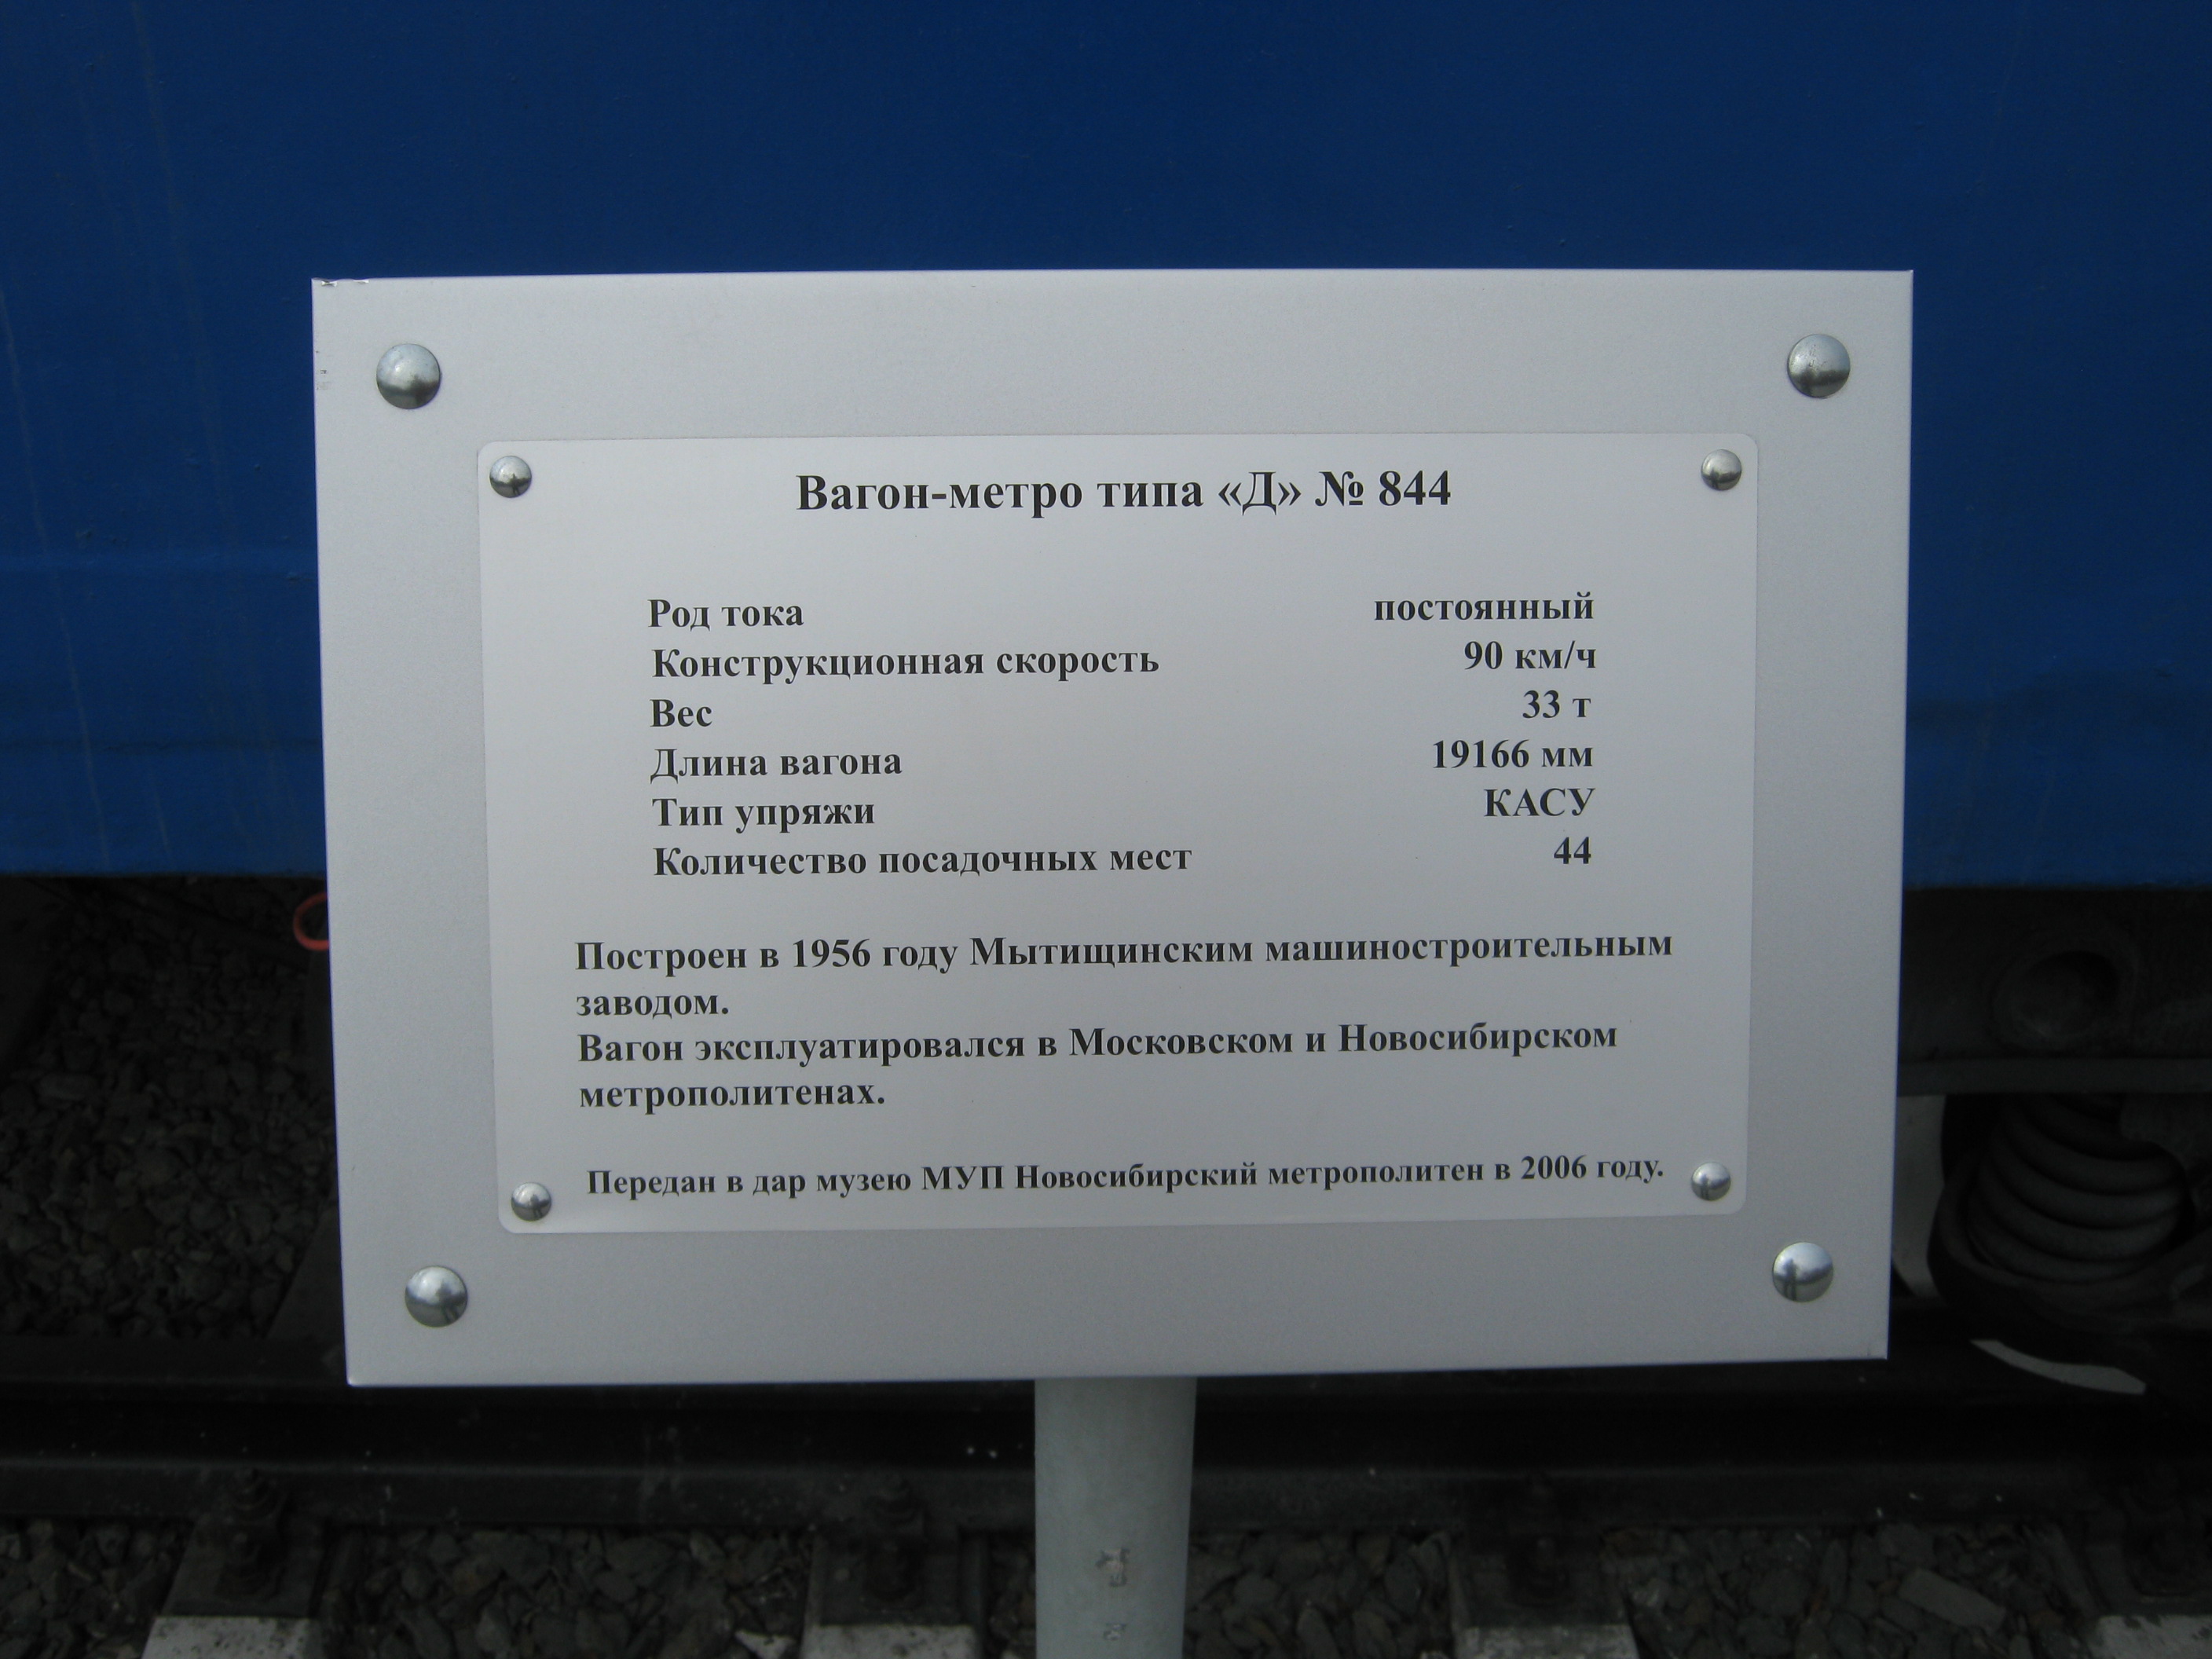 Вагон-метро типа «Д» № 844
Род тока постоянный
Конструкционная скорость 90 км/ч
Вес 33 т
Длина вагона 19166 мм
Тип упряжи КАСУ
Количество посадочных мест 44
Построен в 1956 году Мытищинским машиностроительным
заводом.
Вагон эксплуатировался в Московском и Новосибирском
метрополитенах.
Передан в дар музею МУП Новосибирский метрополитен в 2006 году.